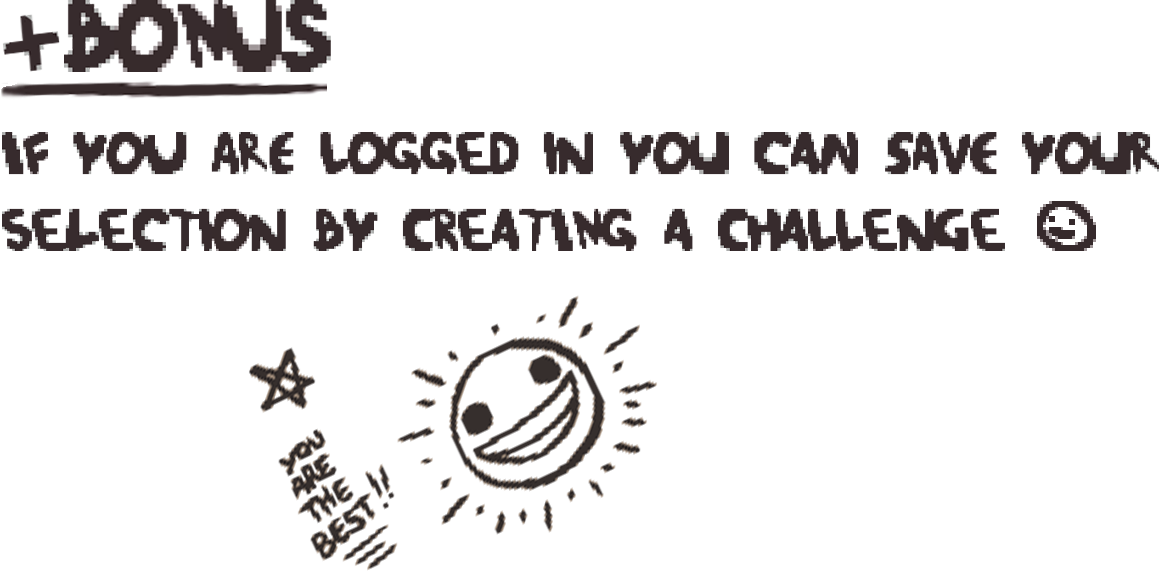 +BONUS
IF YOU ARE LOGGED IN YOU CAN SAVE YOUR
SELECTION BY CREATING A CHALLENGE
YOU
ARE
THE
BEST!!